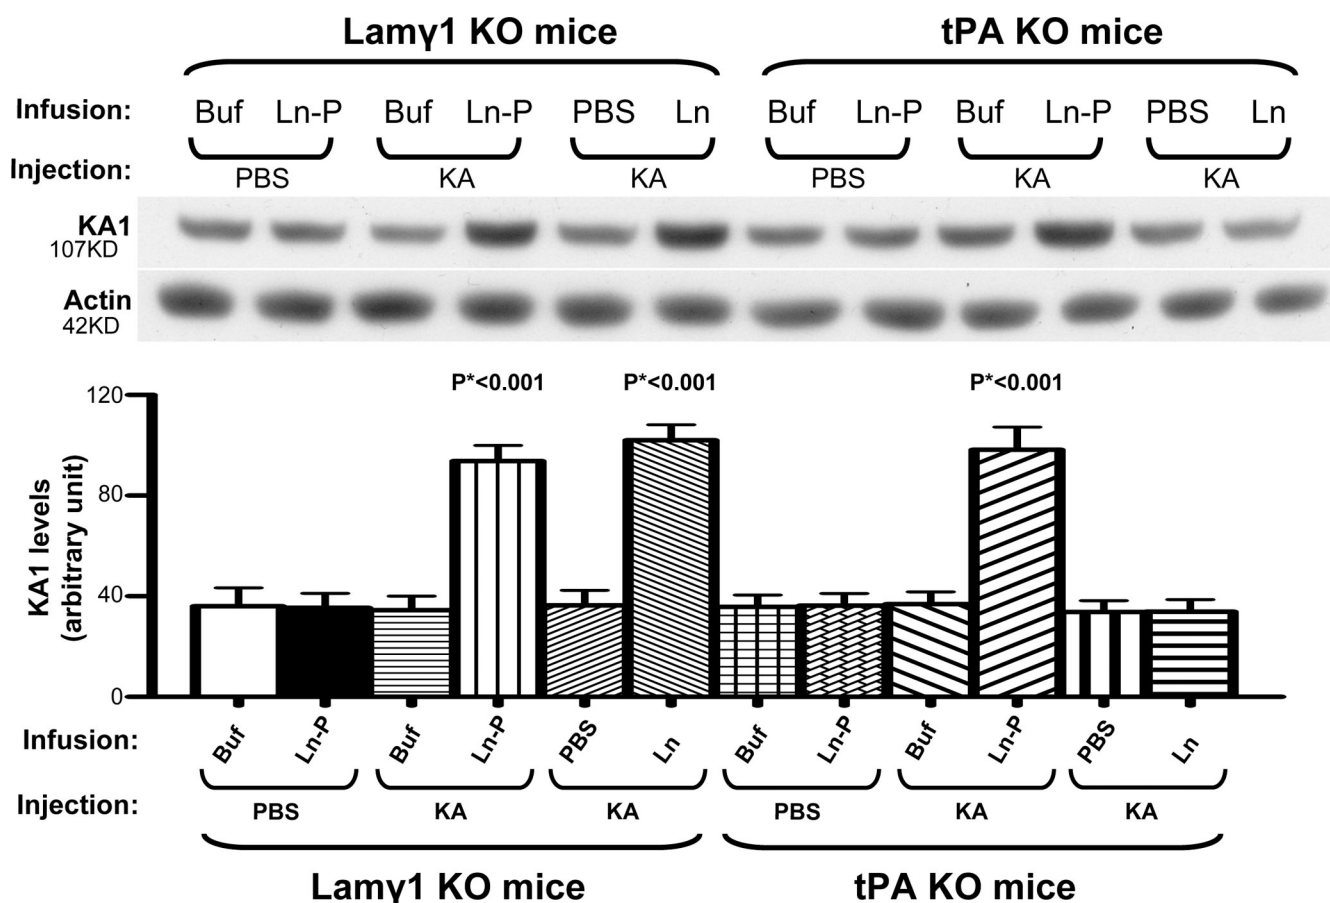 Lamγ1 KO mice tPA KO mice
Infusion: Buf Ln-P Buf Ln-P PBS Ln Buf Ln-P Buf Ln-P PBS Ln
Injection: PBS KA KA PBS KA KA
KA1
107KD
Actin
42KD
P*<0.001 P*<0.001 P*<0.001
120
80
40
0
KA1 levels
(arbitrary unit)
Infusion: Buf Ln-P Buf Ln-P PBS Ln Buf Ln-P Buf Ln-P PBS Ln
Injection: PBS KA KA PBS KA KA
Lamγ1 KO mice tPA KO mice